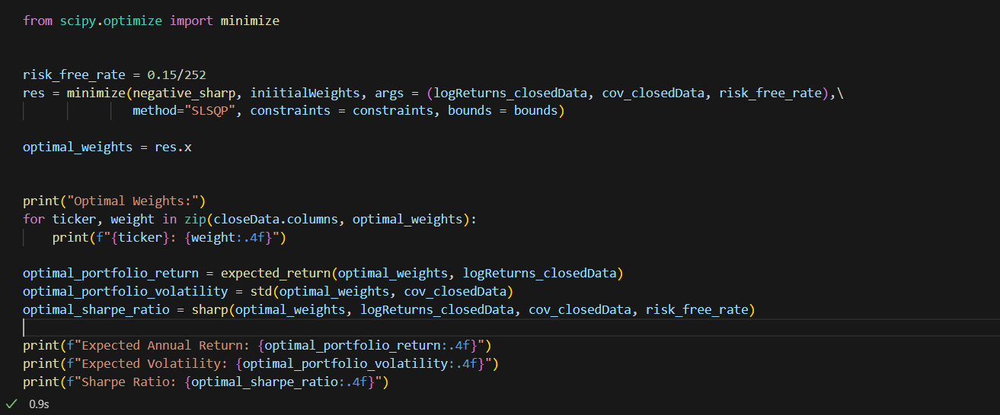 from scipy.optimize import minimize
risk_free_rate = 0.15/252
res = minimize(negative_sharp, iniitialWeights, args = (logReturns_closedData, cov_closedData, risk_free_rate),\
method="SLSQP", constraints = constraints, bounds = bounds)
optimal_weights = res.x
print("Optimal Weights:")
for ticker, weight in zip(closeData.columns, optimal_weights):
print(f"{ticker}: {weight:.4f}")
optimal_portfolio_return = expected_return(optimal_weights, logReturns_closedData)
optimal_portfolio_volatility = std(optimal_weights, cov_closedData)
optimal_sharpe_ratio = sharp(optimal_weights, logReturns_closedData, cov_closedData, risk_free_rate)
print(f"Expected Annual Return: {optimal_portfolio_return:.4f}")
print(f"Expected Volatility: {optimal_portfolio_volatility:.4f}")
print(f"Sharpe Ratio: {optimal_sharpe_ratio:.4f}")
0.9s